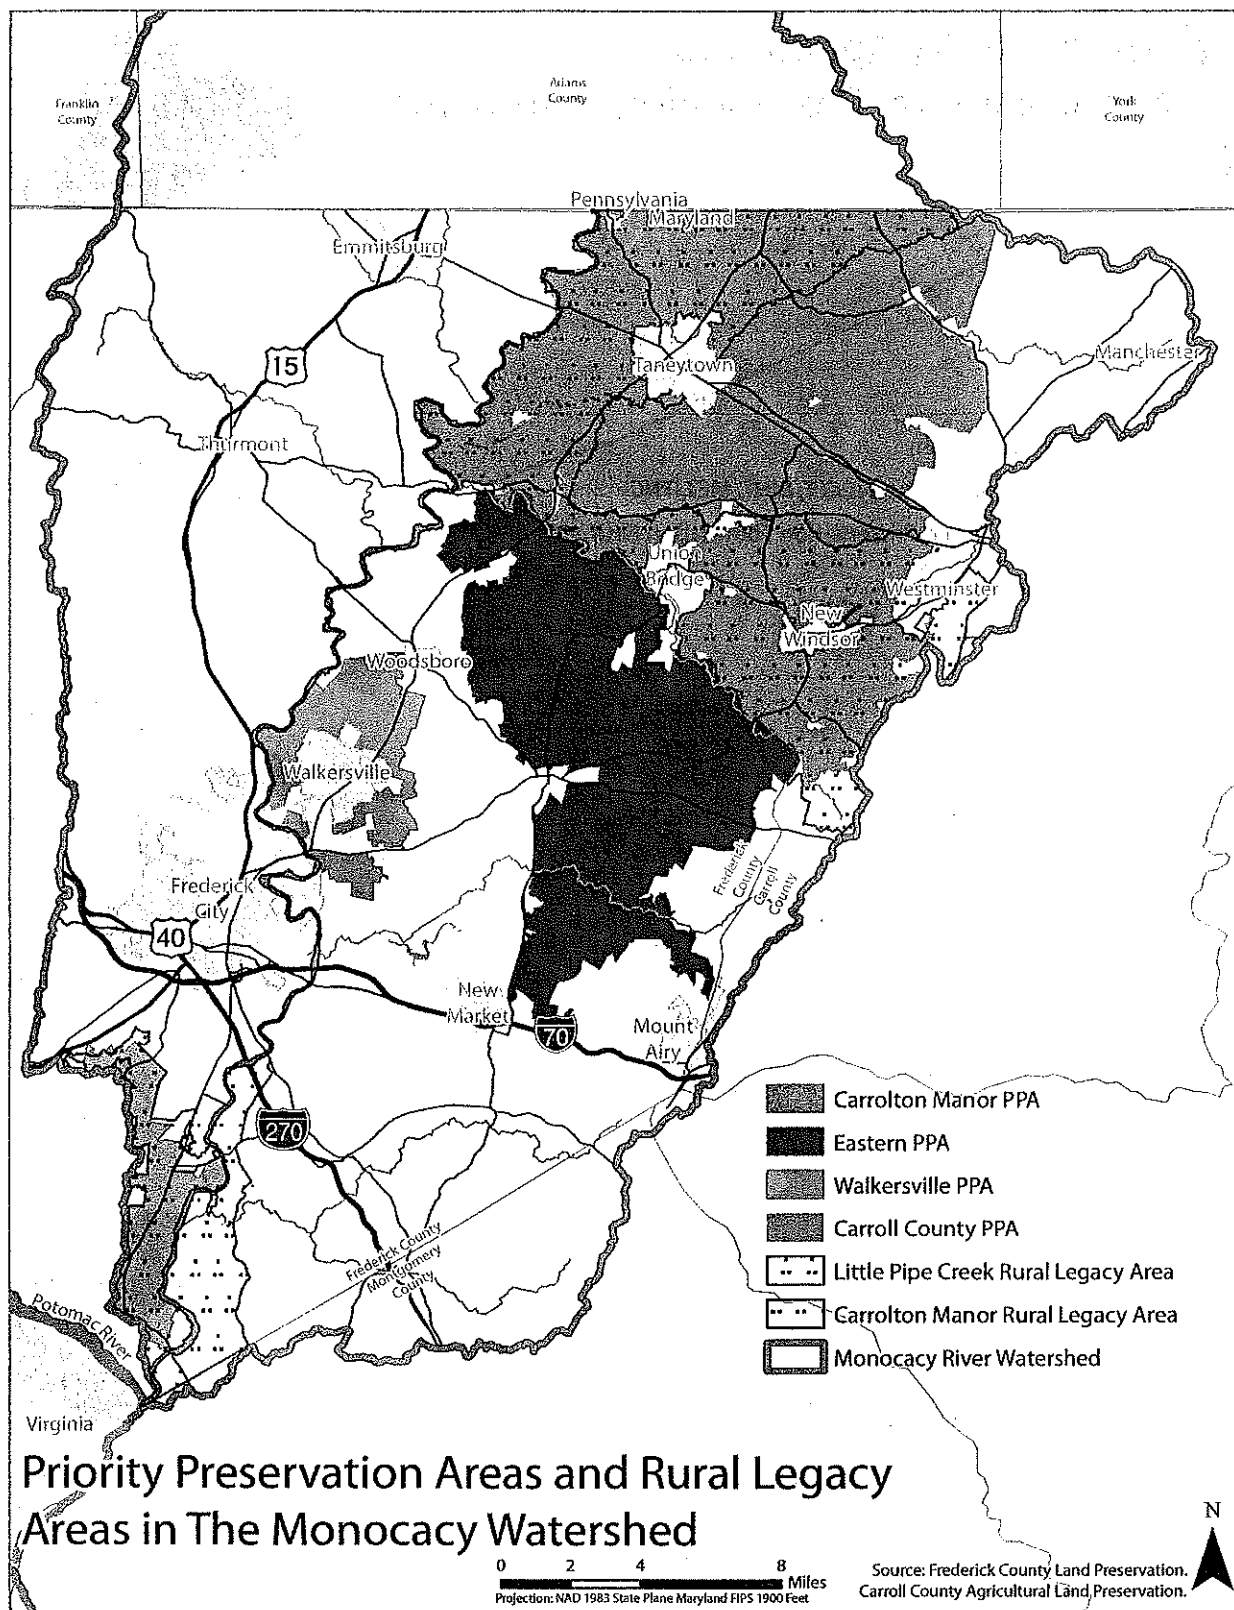 Franklin
County
Adams
County
York
County
Pennsylvania
Maryland
Emmitsburg
15
Taneytown
Manchester
Thurmont
Union
Bridge
Westminster
New
Windsor
Woodsboro
Walkersville
Frederick
City
40
Frederick
County
Carroll
County
New
Market
70
Mount
Airy
270
Frederick County
Montgomery
County
Potomac River
Virginia
Carrolton Manor PPA
Eastern PPA
Walkersville PPA
Carroll County PPA
Little Pipe Creek Rural Legacy Area
Carrolton Manor Rural Legacy Area
Monocacy River Watershed
Priority Preservation Areas and Rural Legacy
Areas in The Monocacy Watershed
0 2 4 8
Miles
Projection: NAD 1983 State Plane Maryland FIPS 1900 Feet
N
Source: Frederick County Land Preservation.
Carroll County Agricultural Land Preservation.